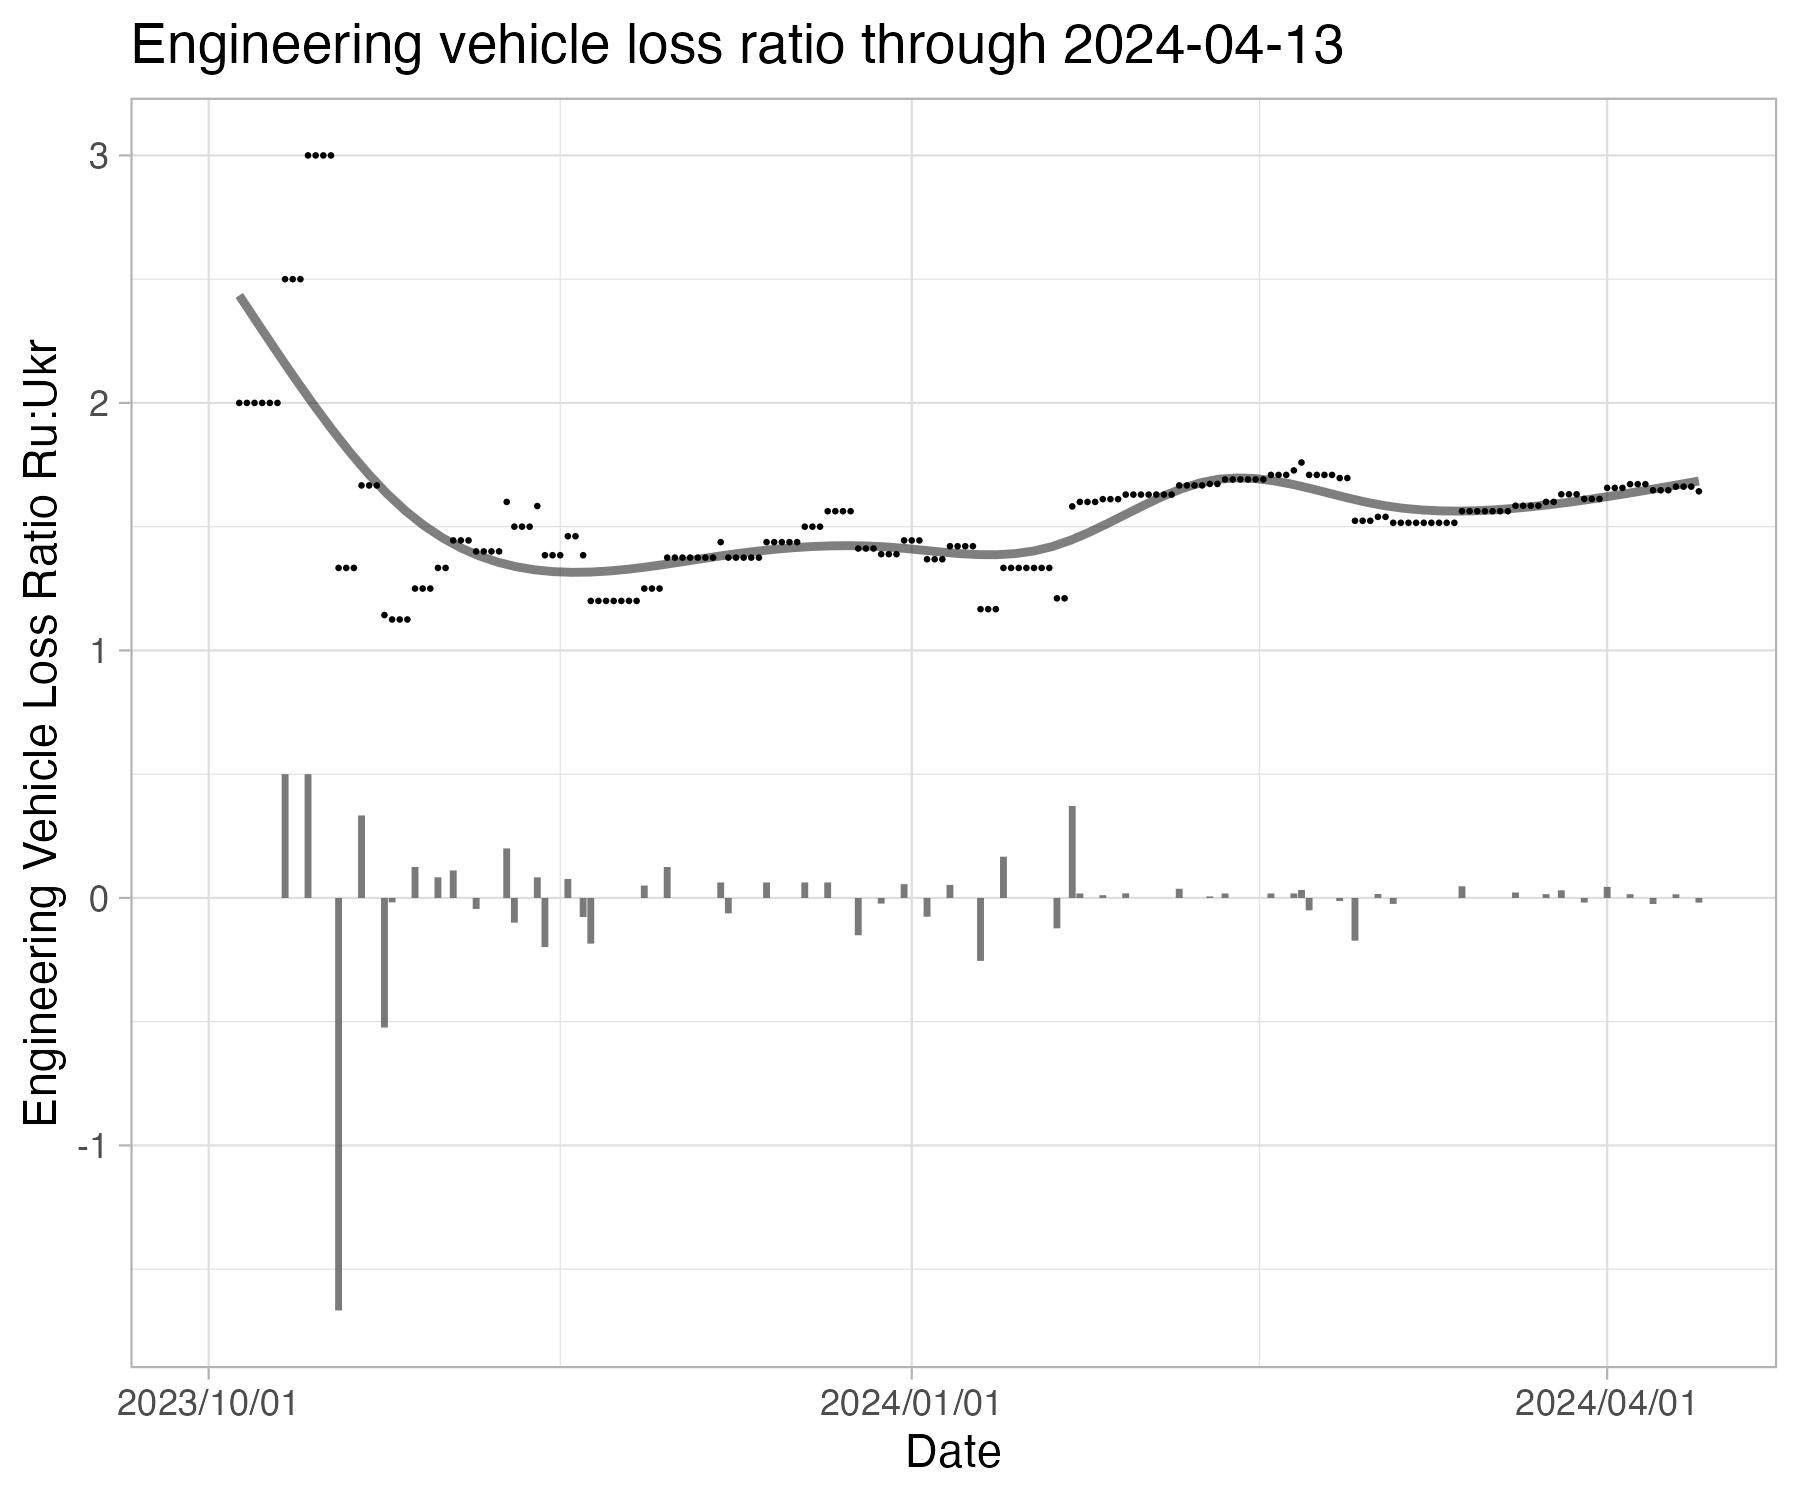 Engineering vehicle loss ratio through 2024-04-13
Engineering Vehicle Loss Ratio Ru:Ukr
3
2
1
0
-1
2023/10/01
2024/01/01
2024/04/01
Date